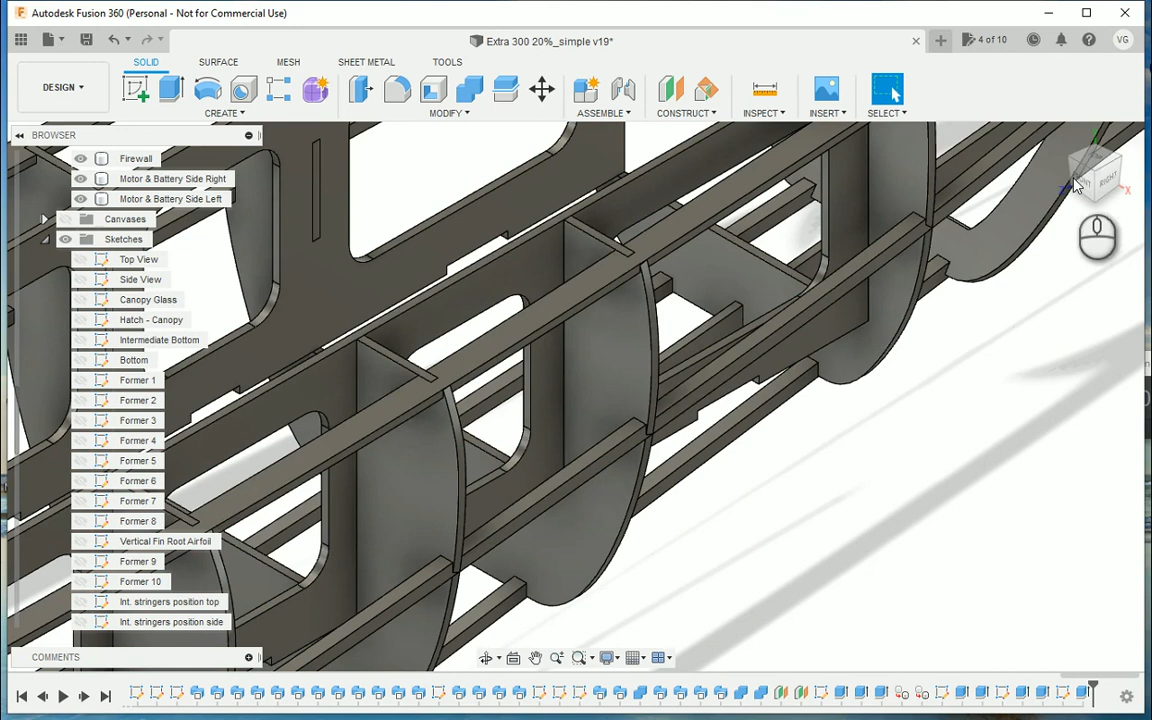 Autodesk Fusion 360 (Personal - Not for Commercial Use)
Extra 300 20%_simple v19*
4 of 10
VG
SOLID SURFACE MESH SHEET METAL TOOLS
DESIGN
CREATE MODIFY ASSEMBLE CONSTRUCT INSPECT INSERT SELECT
BROWSER
Firewall
Motor & Battery Side Right
Motor & Battery Side Left
Canvases
Sketches
Top View
Side View
Canopy Glass
Hatch - Canopy
Intermediate Bottom
Bottom
Former 1
Former 2
Former 3
Former 4
Former 5
Former 6
Former 7
Former 8
Vertical Fin Root Airfoil
Former 9
Former 10
Int. stringers position top
Int. stringers position side
RIGHT
X
COMMENTS